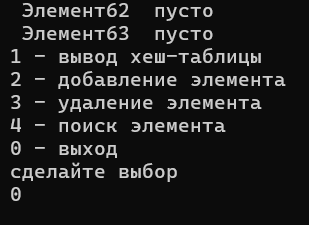 Элемент62 пусто
Элемент63 пусто
1 - вывод хеш-таблицы
2 - добавление элемента
3 - удаление элемента
4 - поиск элемента
0 - выход
сделайте выбор
0